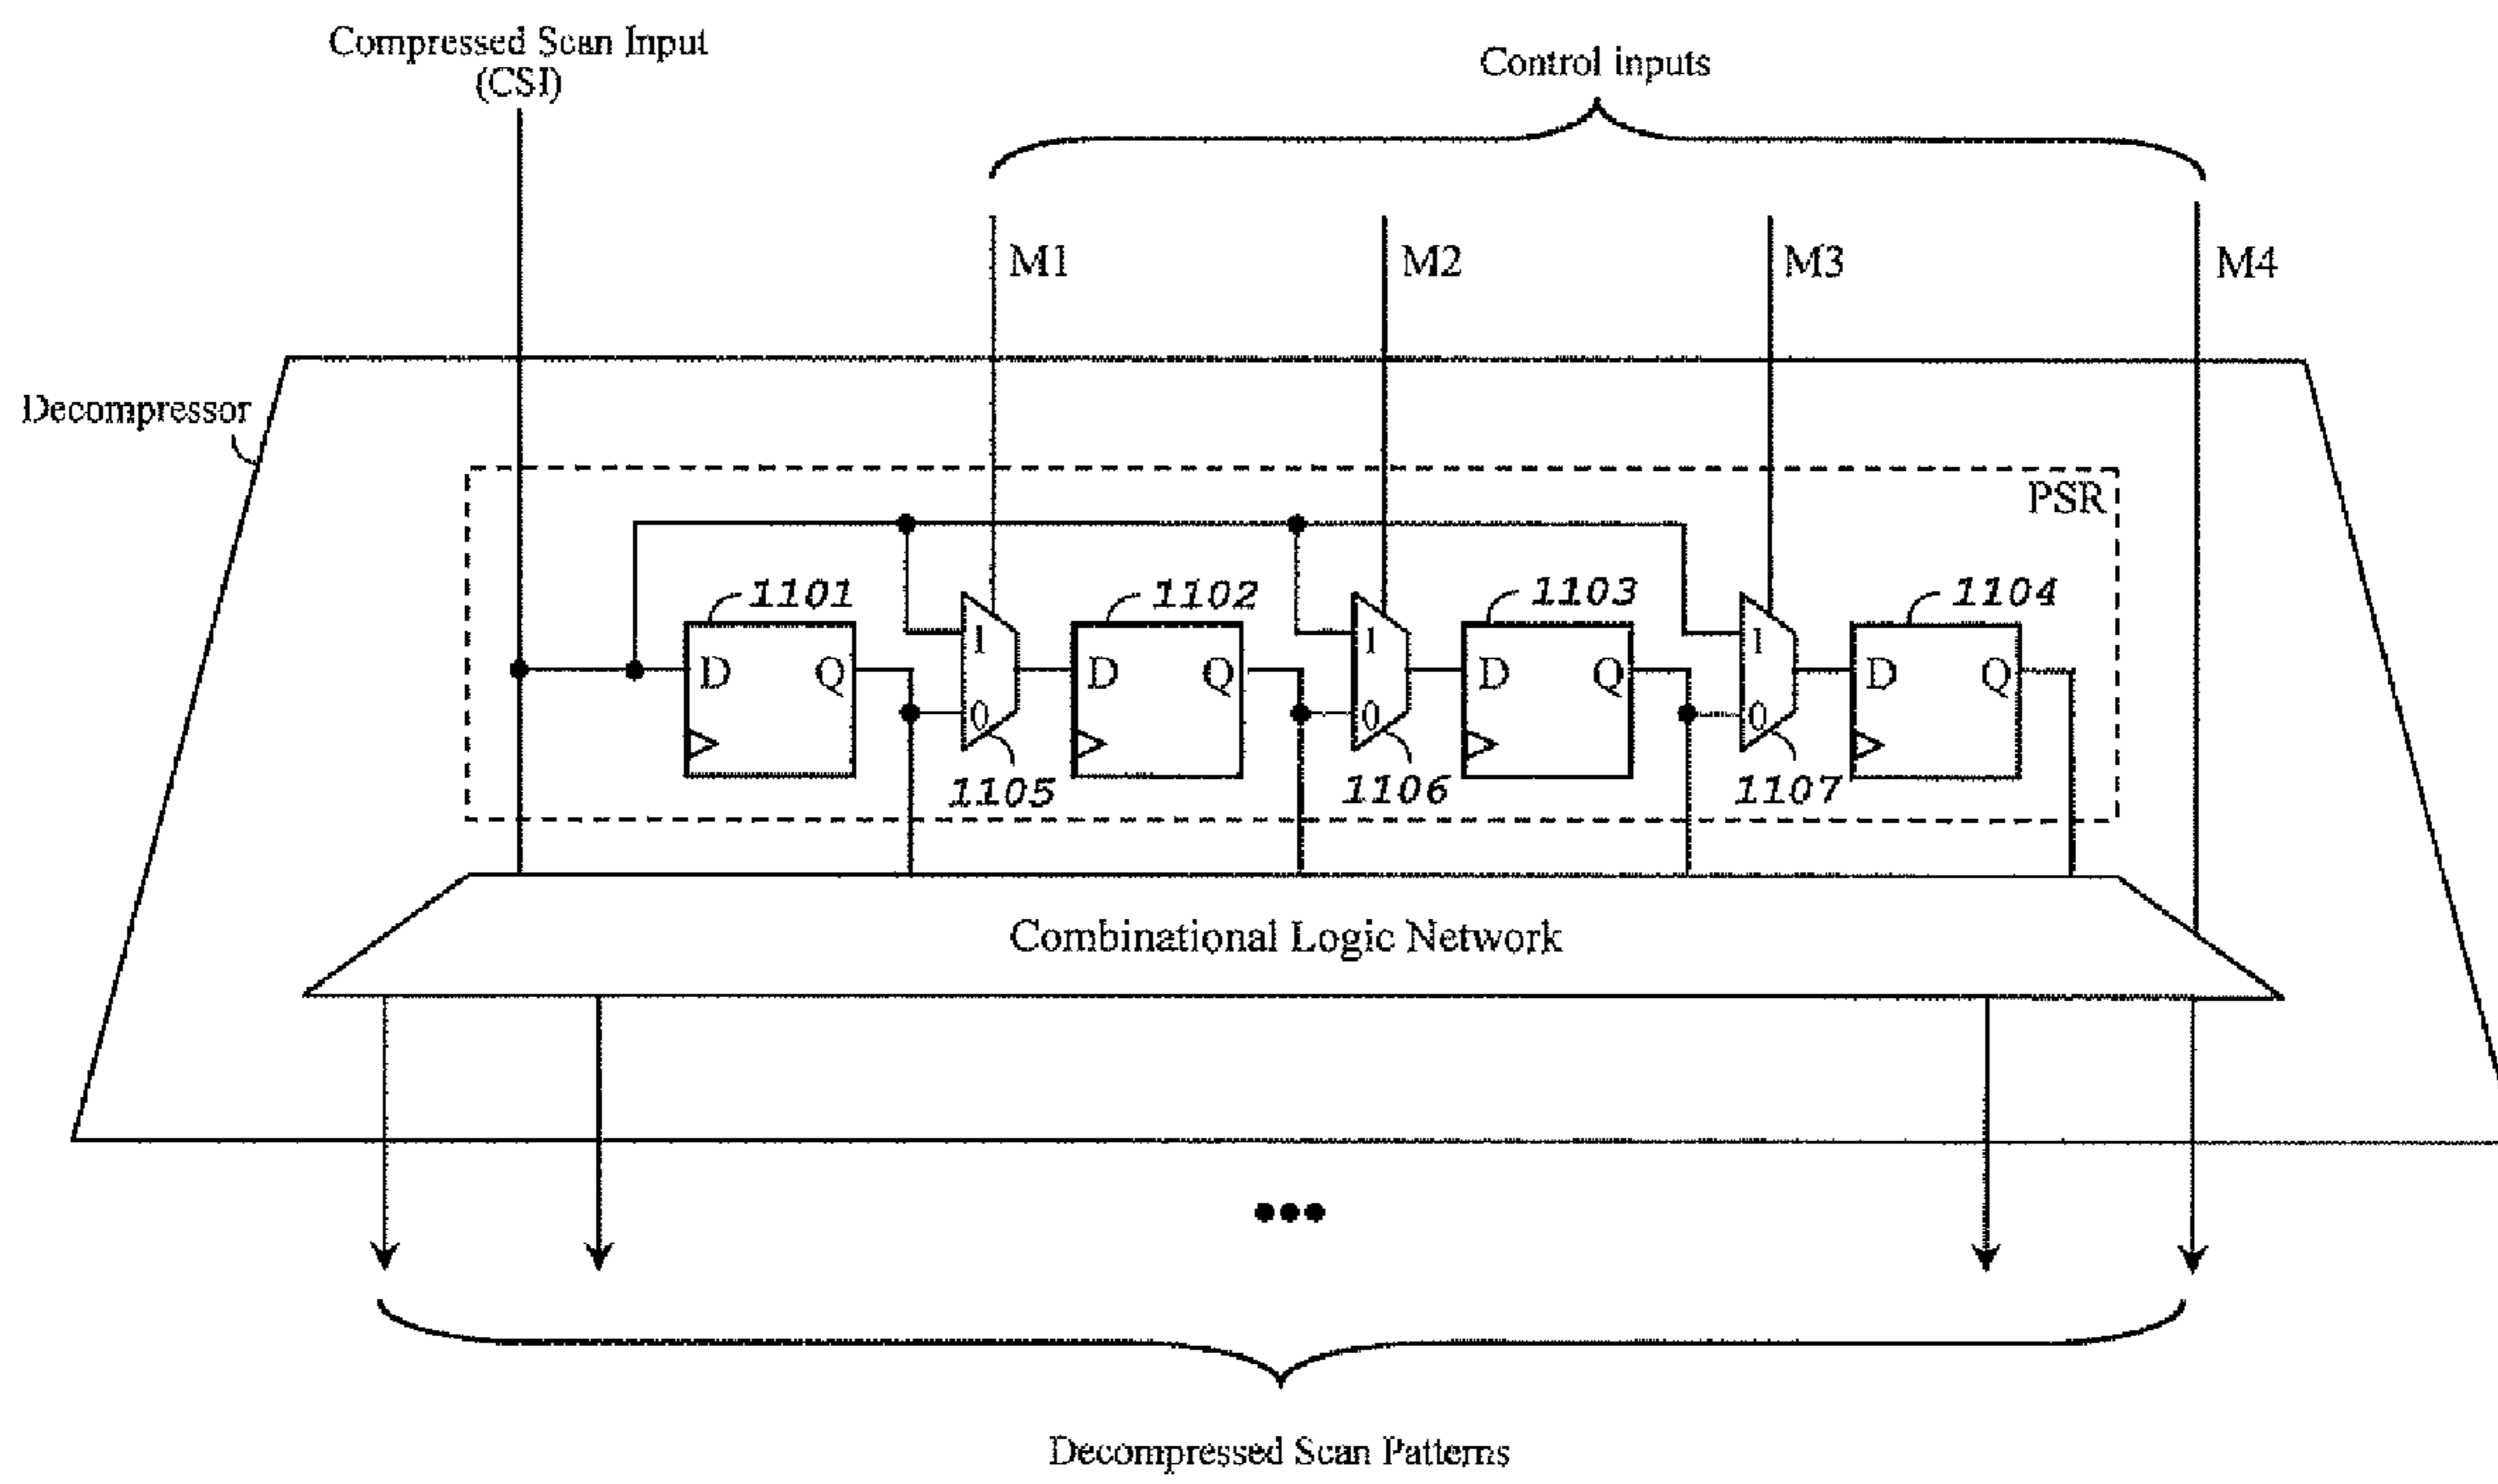 Compressed Scan Input
(CSI)
Control inputs
M1
M2
M3
M4
Decompressor
PSR
1101
1102
1103
1104
1
1
1
D
Q
D
Q
D
Q
D
Q
0
0
0
1105
1106
1107
Combinational Logic Network
Decompressed Scan Patterns